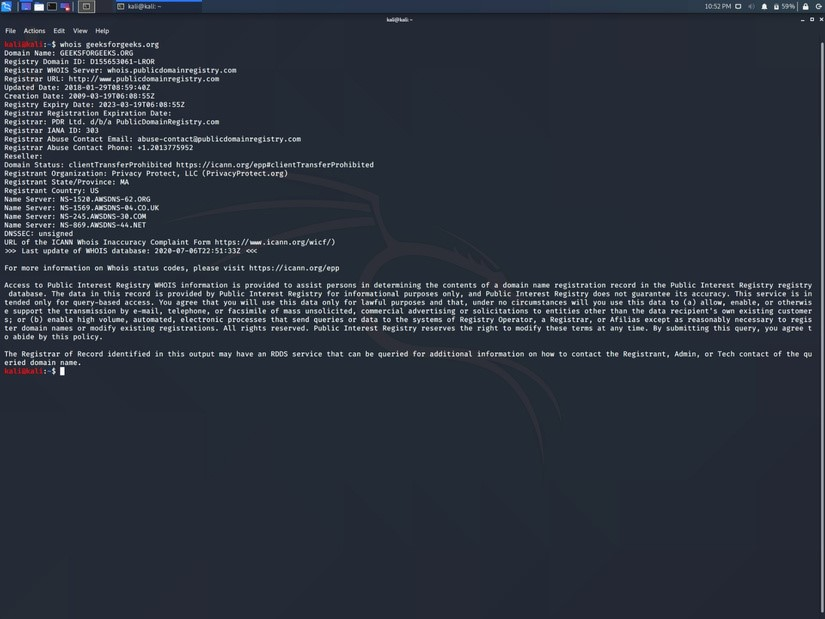 kali@kali: ~
10:52 PM
59%
kali@kali: ~
File Actions Edit View Help
kali@kali:~$ whois geeksforgeeks.org
Domain Name: GEEKSFORGEEKS.ORG
Registry Domain ID: D155653061-LROR
Registrar WHOIS Server: whois.publicdomainregistry.com
Registrar URL: http://www.publicdomainregistry.com
Updated Date: 2018-01-29T08:59:40Z
Creation Date: 2009-03-19T06:08:55Z
Registry Expiry Date: 2023-03-19T06:08:55Z
Registrar Registration Expiration Date:
Registrar: PDR Ltd. d/b/a PublicDomainRegistry.com
Registrar IANA ID: 303
Registrar Abuse Contact Email: abuse-contact@publicdomainregistry.com
Registrar Abuse Contact Phone: +1.2013775952
Reseller:
Domain Status: clientTransferProhibited https://icann.org/epp#clientTransferProhibited
Registrant Organization: Privacy Protect, LLC (PrivacyProtect.org)
Registrant State/Province: MA
Registrant Country: US
Name Server: NS-1520.AWSDNS-62.ORG
Name Server: NS-1569.AWSDNS-04.CO.UK
Name Server: NS-245.AWSDNS-30.COM
Name Server: NS-869.AWSDNS-44.NET
DNSSEC: unsigned
URL of the ICANN Whois Inaccuracy Complaint Form https://www.icann.org/wicf/)
>>> Last update of WHOIS database: 2020-07-06T22:51:33Z <<<
For more information on Whois status codes, please visit https://icann.org/epp
Access to Public Interest Registry WHOIS information is provided to assist persons in determining the contents of a domain name registration record in the Public Interest Registry registry
database. The data in this record is provided by Public Interest Registry for informational purposes only, and Public Interest Registry does not guarantee its accuracy. This service is in
tended only for query-based access. You agree that you will use this data only for lawful purposes and that, under no circumstances will you use this data to (a) allow, enable, or otherwis
e support the transmission by e-mail, telephone, or facsimile of mass unsolicited, commercial advertising or solicitations to entities other than the data recipient's own existing customer
s; or (b) enable high volume, automated, electronic processes that send queries or data to the systems of Registry Operator, a Registrar, or Afilias except as reasonably necessary to regis
ter domain names or modify existing registrations. All rights reserved. Public Interest Registry reserves the right to modify these terms at any time. By submitting this query, you agree t
o abide by this policy.
The Registrar of Record identified in this output may have an RDDS service that can be queried for additional information on how to contact the Registrant, Admin, or Tech contact of the qu
eried domain name.
kali@kali:~$